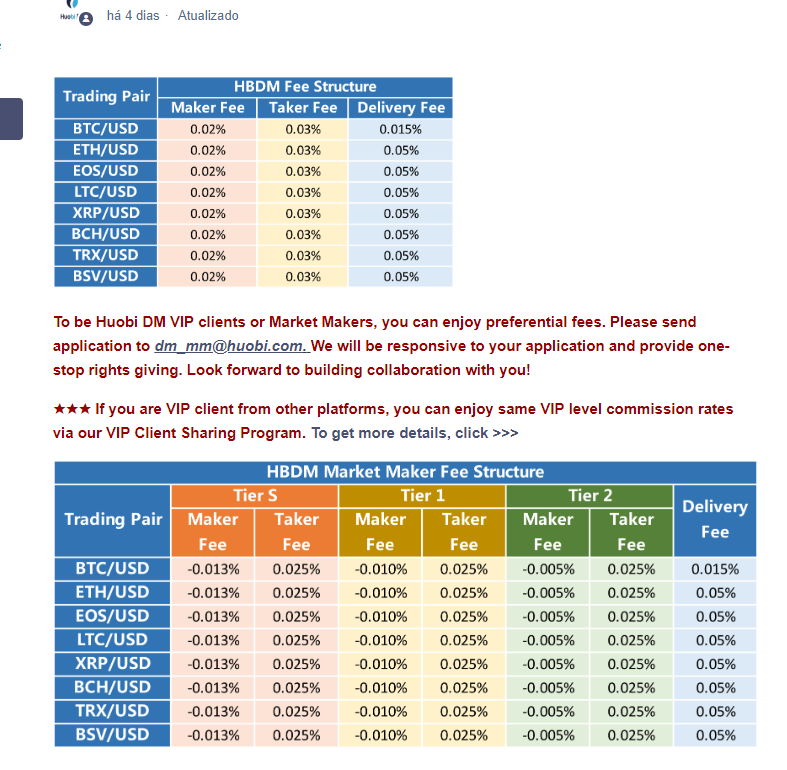 Huobi
há 4 dias · Atualizado
HBDM Fee Structure
Trading Pair
Maker Fee Taker Fee Delivery Fee
BTC/USD 0.02% 0.03% 0.015%
ETH/USD 0.02% 0.03% 0.05%
EOS/USD 0.02% 0.03% 0.05%
LTC/USD 0.02% 0.03% 0.05%
XRP/USD 0.02% 0.03% 0.05%
BCH/USD 0.02% 0.03% 0.05%
TRX/USD 0.02% 0.03% 0.05%
BSV/USD 0.02% 0.03% 0.05%
To be Huobi DM VIP clients or Market Makers, you can enjoy preferential fees. Please send
application to dm_mm@huobi.com. We will be responsive to your application and provide one-
stop rights giving. Look forward to building collaboration with you!
★★★ If you are VIP client from other platforms, you can enjoy same VIP level commission rates
via our VIP Client Sharing Program. To get more details, click >>>
HBDM Market Maker Fee Structure
Tier S Tier 1 Tier 2
Trading Pair
Maker Taker Maker Taker Maker Taker Delivery
Fee Fee Fee Fee Fee Fee Fee
BTC/USD -0.013% 0.025% -0.010% 0.025% -0.005% 0.025% 0.015%
ETH/USD -0.013% 0.025% -0.010% 0.025% -0.005% 0.025% 0.05%
EOS/USD -0.013% 0.025% -0.010% 0.025% -0.005% 0.025% 0.05%
LTC/USD -0.013% 0.025% -0.010% 0.025% -0.005% 0.025% 0.05%
XRP/USD -0.013% 0.025% -0.010% 0.025% -0.005% 0.025% 0.05%
BCH/USD -0.013% 0.025% -0.010% 0.025% -0.005% 0.025% 0.05%
TRX/USD -0.013% 0.025% -0.010% 0.025% -0.005% 0.025% 0.05%
BSV/USD -0.013% 0.025% -0.010% 0.025% -0.005% 0.025% 0.05%